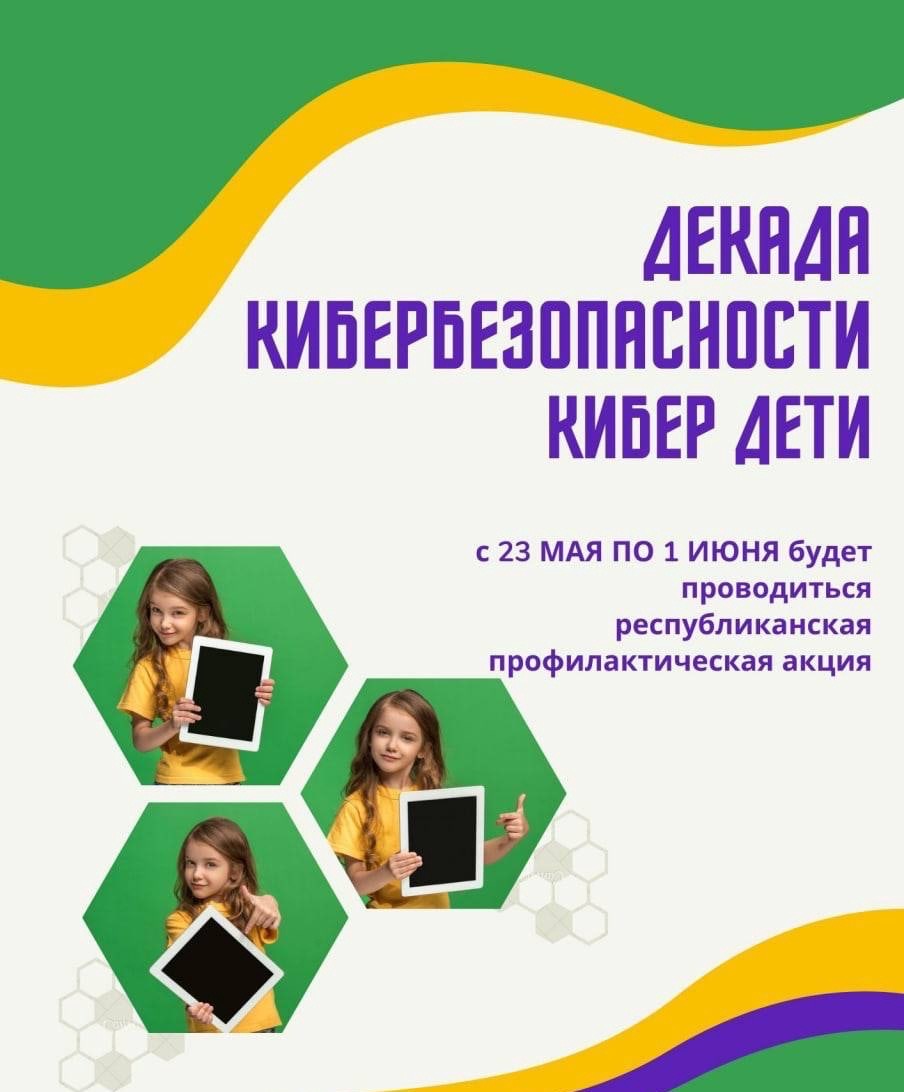 ДЕКАДА
КИБЕРБЕЗОПАСНОСТИ
КИБЕР ДЕТИ
с 23 МАЯ ПО 1 ИЮНЯ будет
проводиться
республиканская
профилактическая акция